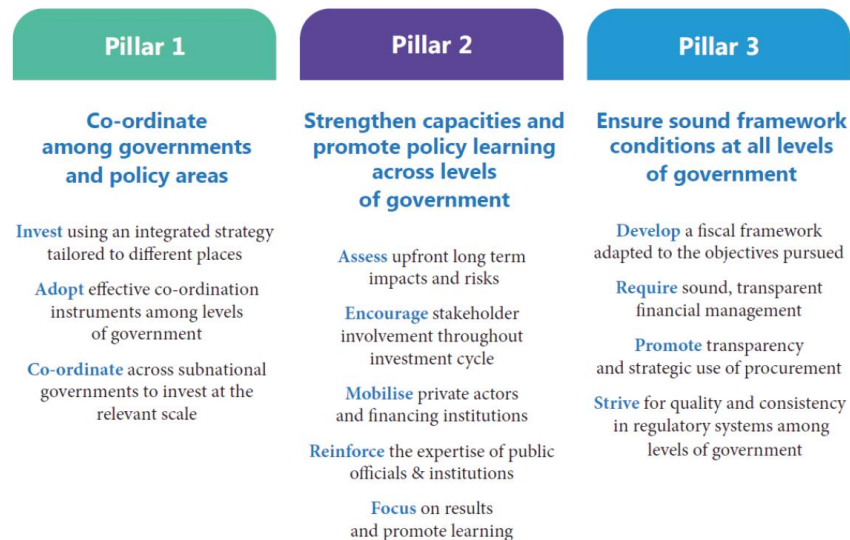 Pillar 1
Co-ordinate
among governments
and policy areas
Invest using an integrated strategy
tailored to different places
Adopt effective co-ordination
instruments among levels
of government
Co-ordinate across subnational
governments to invest at the
relevant scale
Pillar 2
Strengthen capacities and
promote policy learning
across levels
of government
Assess upfront long term
impacts and risks
Encourage stakeholder
involvement throughout
investment cycle
Mobilise private actors
and financing institutions
Reinforce the expertise of public
officials & institutions
Focus on results
and promote learning
Pillar 3
Ensure sound framework
conditions at all levels
of government
Develop a fiscal framework
adapted to the objectives pursued
Require sound, transparent
financial management
Promote transparency
and strategic use of procurement
Strive for quality and consistency
in regulatory systems among
levels of government